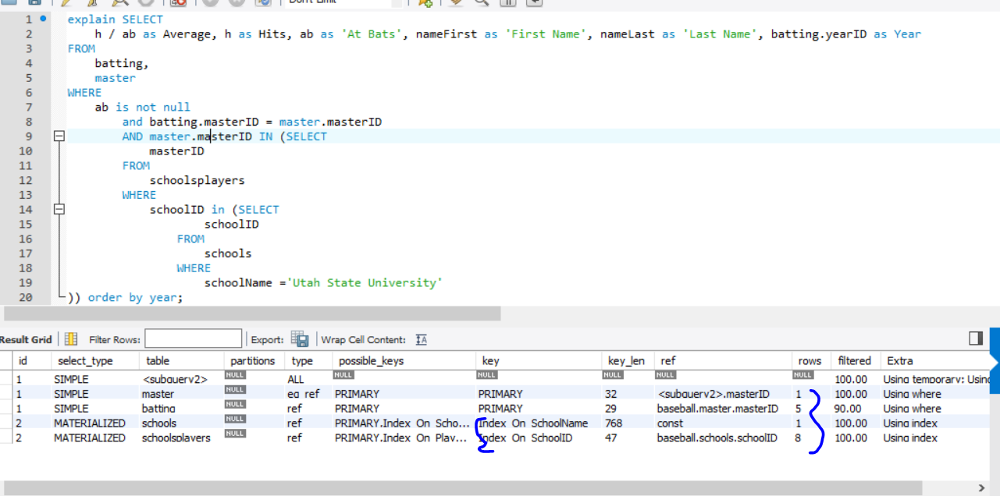 Don't Limit
1 explain SELECT
2 h / ab as Average, h as Hits, ab as 'At Bats', nameFirst as 'First Name', nameLast as 'Last Name', batting.yearID as Year
3 FROM
4 batting,
5 master
6 WHERE
7 ab is not null
8 and batting.masterID = master.masterID
9 AND master.masterID IN (SELECT
10 masterID
11 FROM
12 schoolsplayers
13 WHERE
14 schoolID in (SELECT
15 schoolID
16 FROM
17 schools
18 WHERE
19 schoolName ='Utah State University'
20 )) order by year;
Result Grid Filter Rows: Export: Wrap Cell Content: IA
id select_type table partitions type possible_keys key key_len ref rows filtered Extra
1 SIMPLE <subquery2> NULL ALL NULL NULL NULL NULL NULL 100.00 Using temporary; Using
1 SIMPLE master NULL eq_ref PRIMARY PRIMARY 32 <subquery2>.masterID 1 100.00 Using where
1 SIMPLE batting NULL ref PRIMARY PRIMARY 29 baseball.master.masterID 5 90.00 Using where
2 MATERIALIZED schools NULL ref PRIMARY,Index_On_Scho... Index_On_SchoolName 768 const 1 100.00 Using index
2 MATERIALIZED schoolsplayers NULL ref PRIMARY,Index_On_Play... Index_On_SchoolID 47 baseball.schools.schoolID 8 100.00 Using index